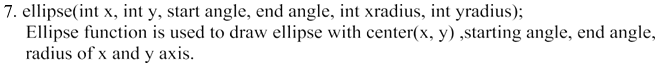 7. ellipse(int x, int y, start angle, end angle, int xradius, int yradius);
Ellipse function is used to draw ellipse with center(x, y) ,starting angle, end angle,
radius of x and y axis.